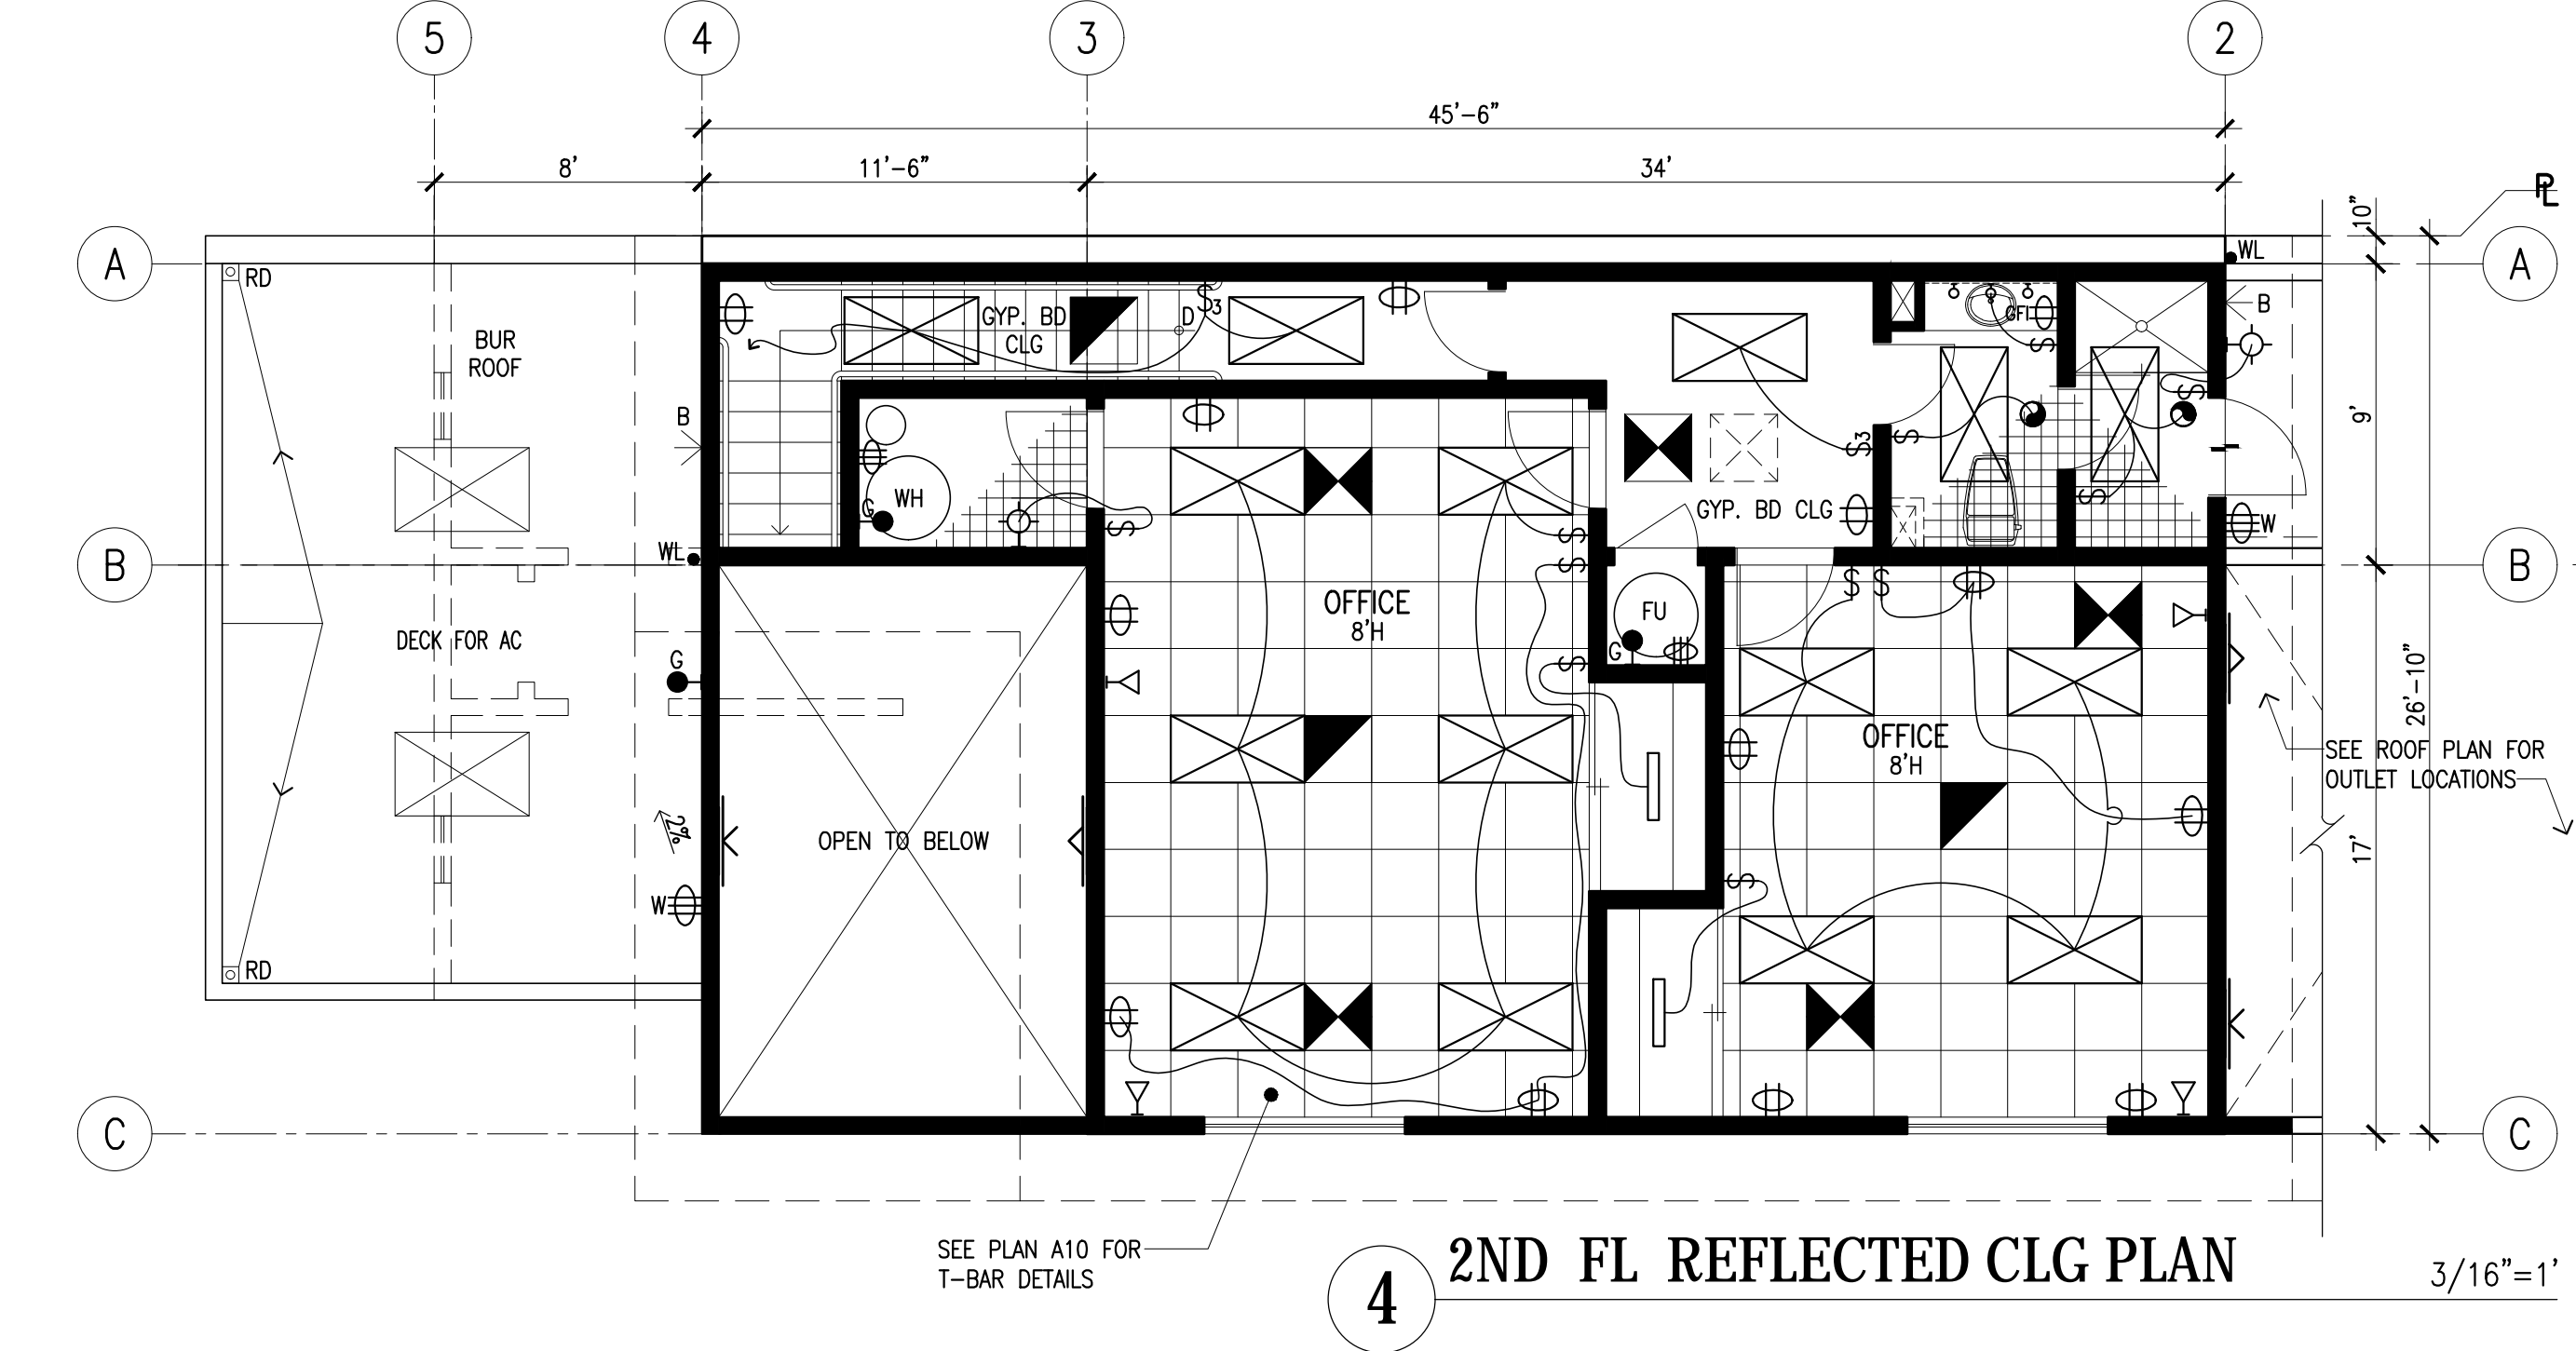 5
4
3
2
45'-6"
8'
11'-6"
34'
PL
10"
A
RD
WL
A
BUR
ROOF
GYP. BD
CLG
D
$3
GFI
S
B
B
S
9'
S3
S
WH
G
S
GYP. BD CLG
S
W
S
B
WL
S
$ $
B
OFFICE
8'H
FU
G
DECK FOR AC
G
S
26'-10"
OFFICE
8'H
SEE ROOF PLAN FOR
OUTLET LOCATIONS
2%
OPEN TO BELOW
17'
S
W
RD
C
C
SEE PLAN A10 FOR
T-BAR DETAILS
4
2ND FL REFLECTED CLG PLAN
3/16"=1'